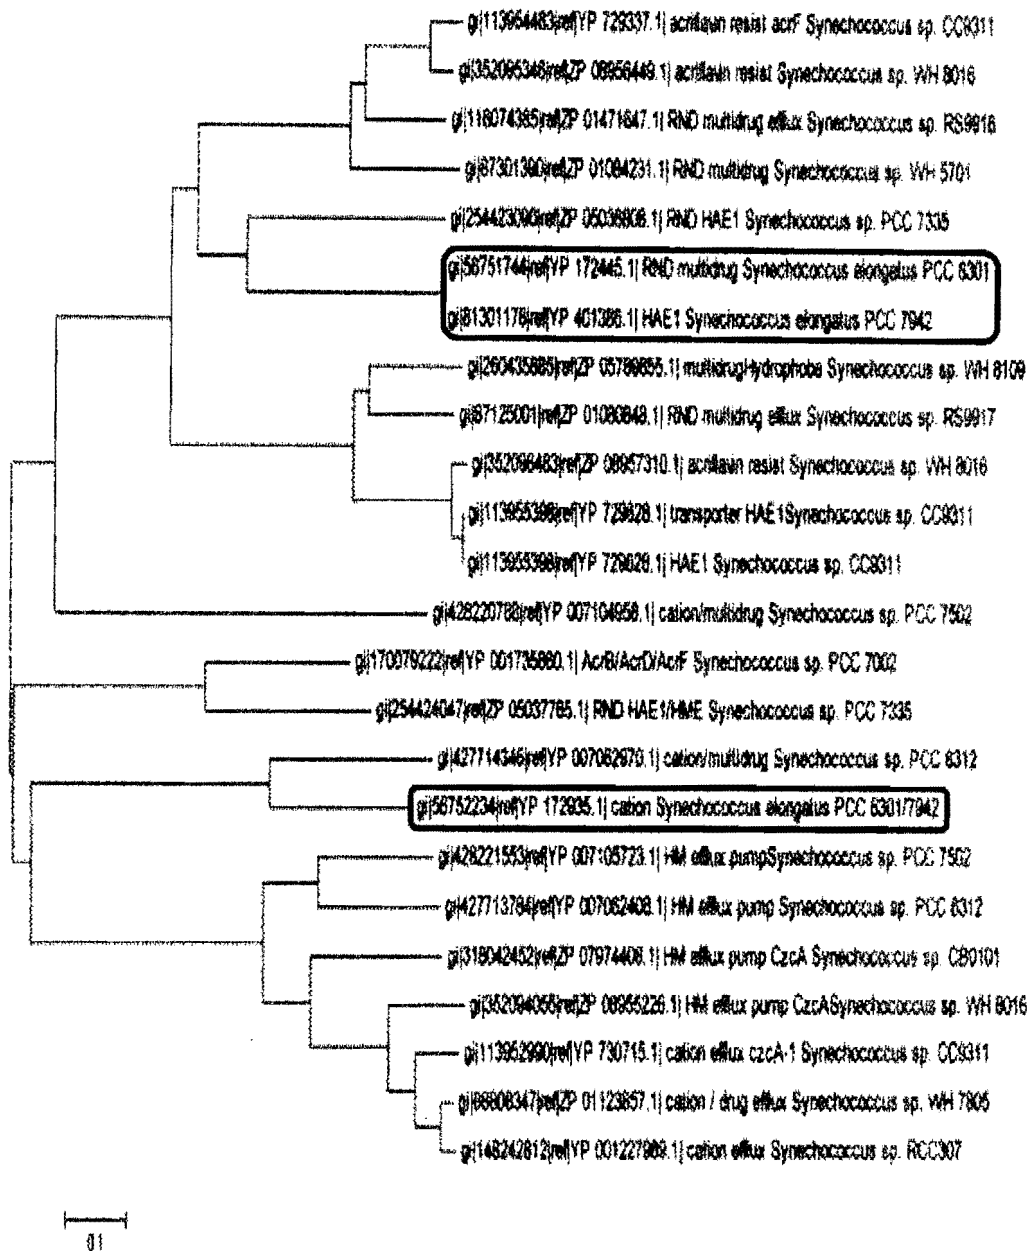 gi|113954483|ref|YP 729337.1| acriflavin resist acrF Synechococcus sp. CC9311
gi|352095346|ref|ZP 08956449.1| acriflavin resist Synechococcus sp. WH 8016
gi|116074385|ref|ZP 01471647.1| RND multidrug efflux Synechococcus sp. RS9916
gi|87301390|ref|ZP 01084231.1| RND multidrug Synechococcus sp. WH 5701
gi|254423090|ref|ZP 05036808.1| RND HAE1 Synechococcus sp. PCC 7335
gi|56751744|ref|YP 172445.1| RND multidrug Synechococcus elongatus PCC 6301
gi|81301178|ref|YP 401386.1| HAE1 Synechococcus elongatus PCC 7942
gi|260435685|ref|ZP 05789655.1| multidrugHydrophobe Synechococcus sp. WH 8109
gi|87125001|ref|ZP 01080848.1| RND multidrug efflux Synechococcus sp. RS9917
gi|352096483|ref|ZP 08957310.1| acriflavin resist Synechococcus sp. WH 8016
gi|113955396|ref|YP 729828.1| transporter HAE1Synechococcus sp. CC9311
gi|113955396|ref|YP 729828.1| HAE1 Synechococcus sp. CC9311
gi|428220788|ref|YP 007104958.1| cation/multidrug Synechococcus sp. PCC 7502
gi|170079222|ref|YP 001735860.1| AcrB/AcrD/AcrF Synechococcus sp. PCC 7002
gi|254424047|ref|ZP 05037765.1| RND HAE1/HME Synechococcus sp. PCC 7335
gi|427714346|ref|YP 007062970.1| cation/multidrug Synechococcus sp. PCC 6312
gi|56752234|ref|YP 172935.1| cation Synechococcus elongatus PCC 6301/7942
gi|428221553|ref|YP 007105723.1| HM efflux pumpSynechococcus sp. PCC 7502
gi|427713784|ref|YP 007062408.1| HM efflux pump Synechococcus sp. PCC 6312
gi|318042452|ref|ZP 07974408.1| HM efflux pump CzcA Synechococcus sp. CB0101
gi|352094055|ref|ZP 08955226.1| HM efflux pump CzcASynechococcus sp. WH 8016
gi|113952990|ref|YP 730715.1| cation efflux czcA-1 Synechococcus sp. CC9311
gi|88808347|ref|ZP 01123857.1| cation / drug efflux Synechococcus sp. WH 7805
gi|148242812|ref|YP 001227969.1| cation efflux Synechococcus sp. RCC307
0.1